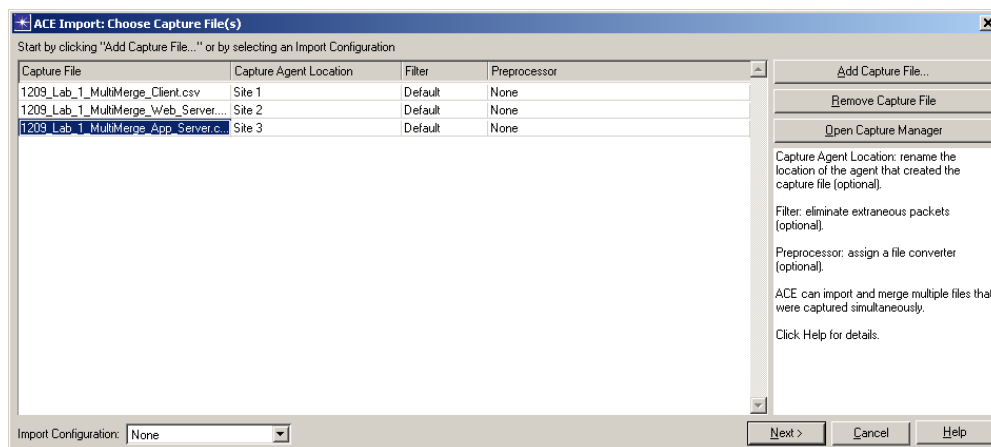 ACE Import: Choose Capture File(s)
Start by clicking "Add Capture File..." or by selecting an Import Configuration
Capture File Capture Agent Location Filter Preprocessor
1209_Lab_1_MultiMerge_Client.csv Site 1 Default None
1209_Lab_1_MultiMerge_Web_Server.... Site 2 Default None
1209_Lab_1_MultiMerge_App_Server.c... Site 3 Default None
Add Capture File...
Remove Capture File
Open Capture Manager
Capture Agent Location: rename the
location of the agent that created the
capture file (optional).
Filter: eliminate extraneous packets
(optional).
Preprocessor: assign a file converter
(optional).
ACE can import and merge multiple files that
were captured simultaneously.
Click Help for details.
Import Configuration: None
Next > Cancel Help